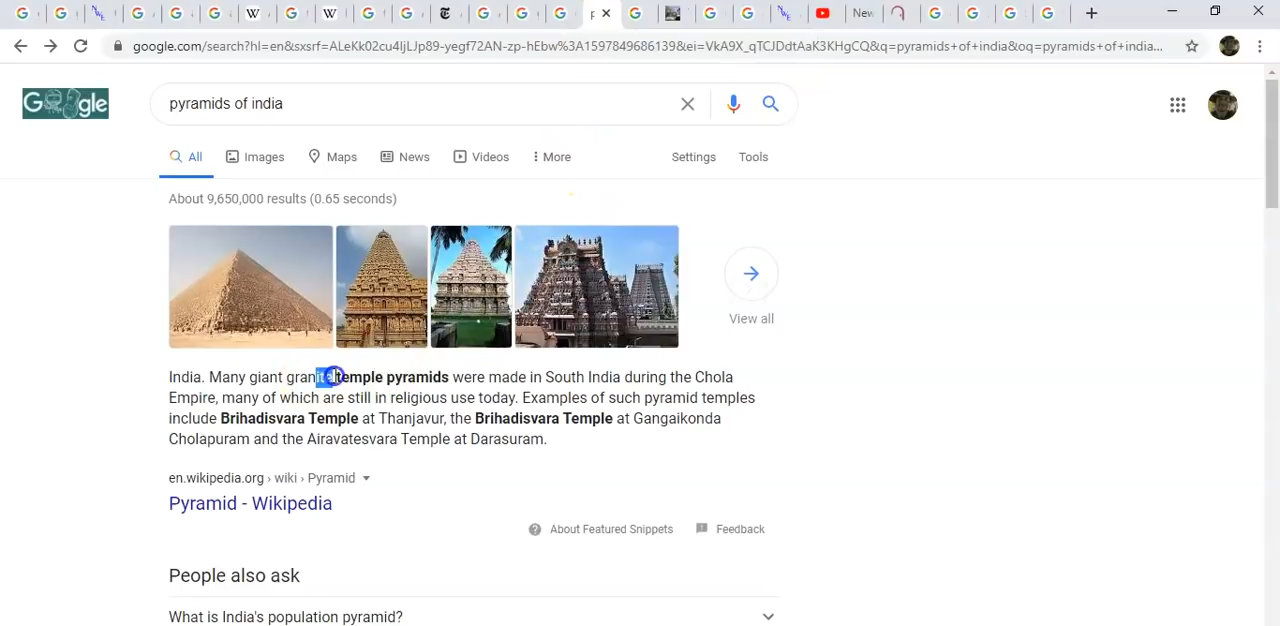 New
google.com/search?hl=en&sxsrf=ALeKk02cu4ljLJp89-yegf72AN-zp-hEbw%3A1597849686139&ei=VkA9X_qTCJDdtAaK3KHgCQ&q=pyramids+of+india&oq=pyramids+of+india...
Google
pyramids of india
All Images Maps News Videos More Settings Tools
About 9,650,000 results (0.65 seconds)
View all
India. Many giant granite temple pyramids were made in South India during the Chola
Empire, many of which are still in religious use today. Examples of such pyramid temples
include Brihadisvara Temple at Thanjavur, the Brihadisvara Temple at Gangaikonda
Cholapuram and the Airavatesvara Temple at Darasuram.
en.wikipedia.org › wiki › Pyramid
Pyramid - Wikipedia
About Featured Snippets Feedback
People also ask
What is India's population pyramid?